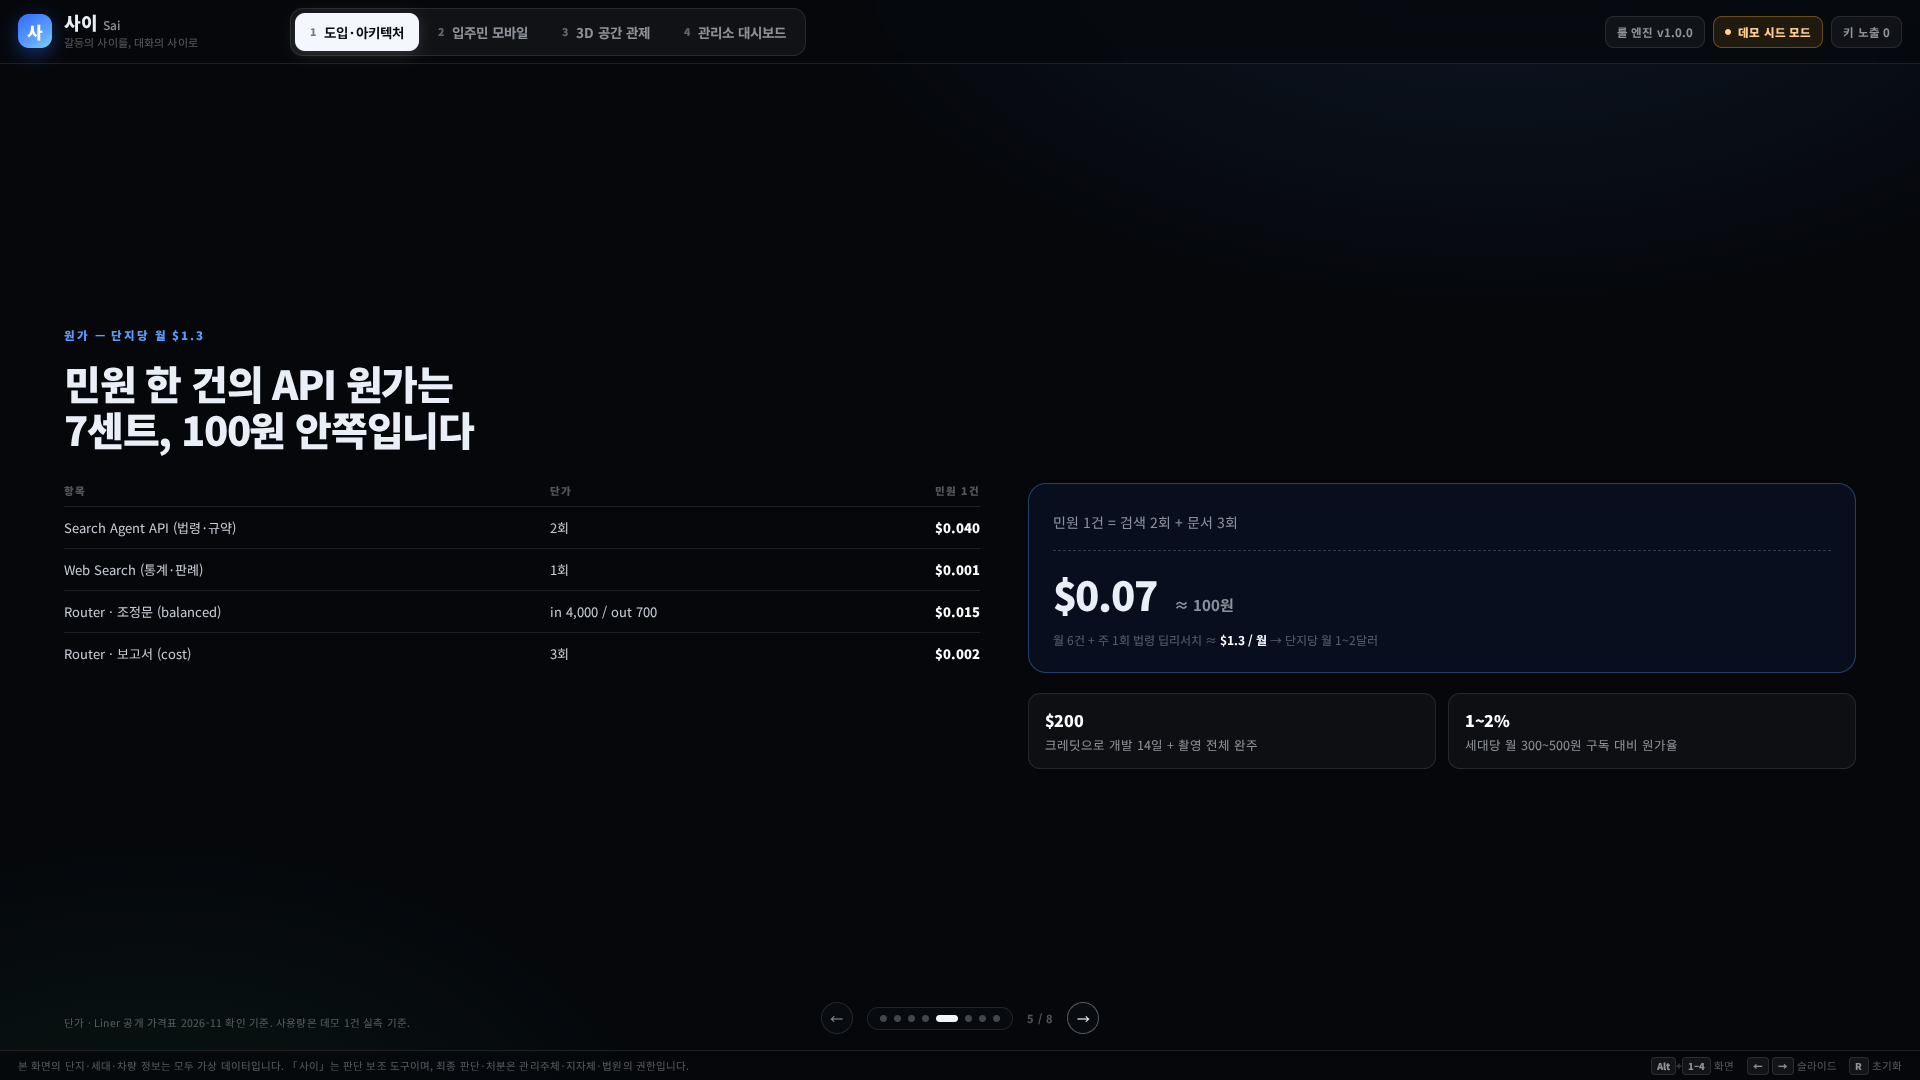 사 사이 Sai
갈등의 사이를, 대화의 사이로
1 도입·아키텍처 2 입주민 모바일 3 3D 공간 관제 4 관리소 대시보드
룰 엔진 v1.0.0 데모 시드 모드 키 노출 0
원가 — 단지당 월 $1.3
민원 한 건의 API 원가는
7센트, 100원 안쪽입니다
항목 단가 민원 1건
Search Agent API (법령·규약) 2회 $0.040
Web Search (통계·판례) 1회 $0.001
Router · 조정문 (balanced) in 4,000 / out 700 $0.015
Router · 보고서 (cost) 3회 $0.002
민원 1건 = 검색 2회 + 문서 3회
$0.07 ≈ 100원
월 6건 + 주 1회 법령 딥리서치 ≈ $1.3 / 월 → 단지당 월 1~2달러
$200
크레딧으로 개발 14일 + 촬영 전체 완주
1~2%
세대당 월 300~500원 구독 대비 원가율
단가 · Liner 공개 가격표 2026-11 확인 기준. 사용량은 데모 1건 실측 기준.
← 5 / 8 →
본 화면의 단지·세대·차량 정보는 모두 가상 데이터입니다. 「사이」는 판단 보조 도구이며, 최종 판단·처분은 관리주체·지자체·법원의 권한입니다.
Alt + 1–4 화면 ← → 슬라이드 R 초기화